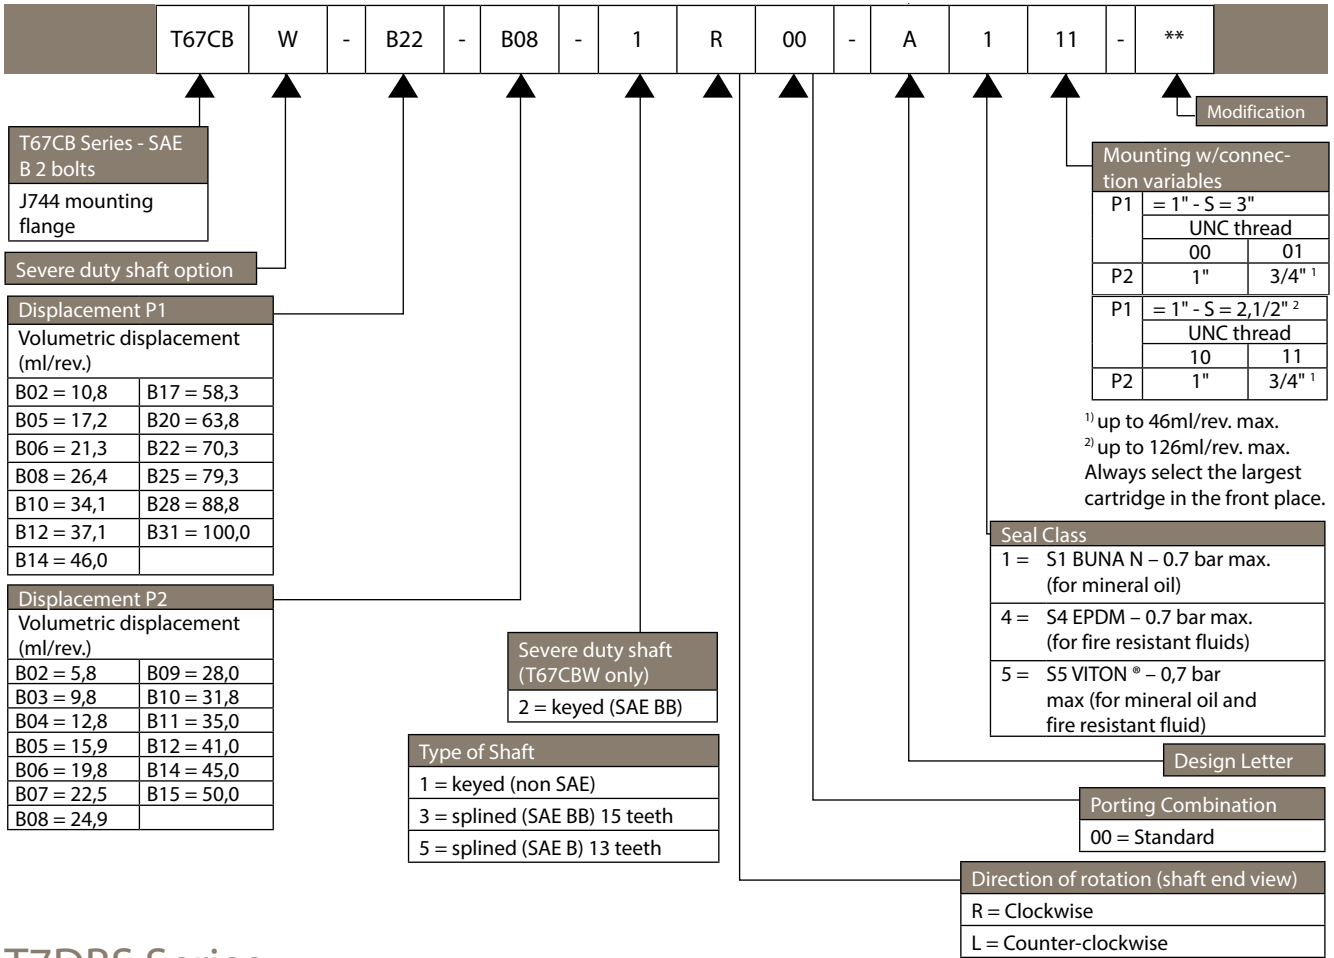 T67CB W - B22 - B08 - 1 R 00 - A 1 11 - **
Modification
T67CB Series - SAE
B 2 bolts
J744 mounting
flange
Mounting w/connec-
tion variables
P1 = 1" - S = 3"
UNC thread
00 01
P2 1" 3/4" ¹
P1 = 1" - S = 2,1/2" ²
UNC thread
10 11
P2 1" 3/4" ¹
¹⁾ up to 46ml/rev. max.
²⁾ up to 126ml/rev. max.
Always select the largest
cartridge in the front place.
Severe duty shaft option
Displacement P1
Volumetric displacement
(ml/rev.)
B02 = 10,8 B17 = 58,3
B05 = 17,2 B20 = 63,8
B06 = 21,3 B22 = 70,3
B08 = 26,4 B25 = 79,3
B10 = 34,1 B28 = 88,8
B12 = 37,1 B31 = 100,0
B14 = 46,0
Displacement P2
Volumetric displacement
(ml/rev.)
B02 = 5,8 B09 = 28,0
B03 = 9,8 B10 = 31,8
B04 = 12,8 B11 = 35,0
B05 = 15,9 B12 = 41,0
B06 = 19,8 B14 = 45,0
B07 = 22,5 B15 = 50,0
B08 = 24,9
Severe duty shaft
(T67CBW only)
2 = keyed (SAE BB)
Type of Shaft
1 = keyed (non SAE)
3 = splined (SAE BB) 15 teeth
5 = splined (SAE B) 13 teeth
Seal Class
1 = S1 BUNA N – 0.7 bar max.
(for mineral oil)
4 = S4 EPDM – 0.7 bar max.
(for fire resistant fluids)
5 = S5 VITON ® – 0,7 bar
max (for mineral oil and
fire resistant fluid)
Design Letter
Porting Combination
00 = Standard
Direction of rotation (shaft end view)
R = Clockwise
L = Counter-clockwise
T7DBS Series